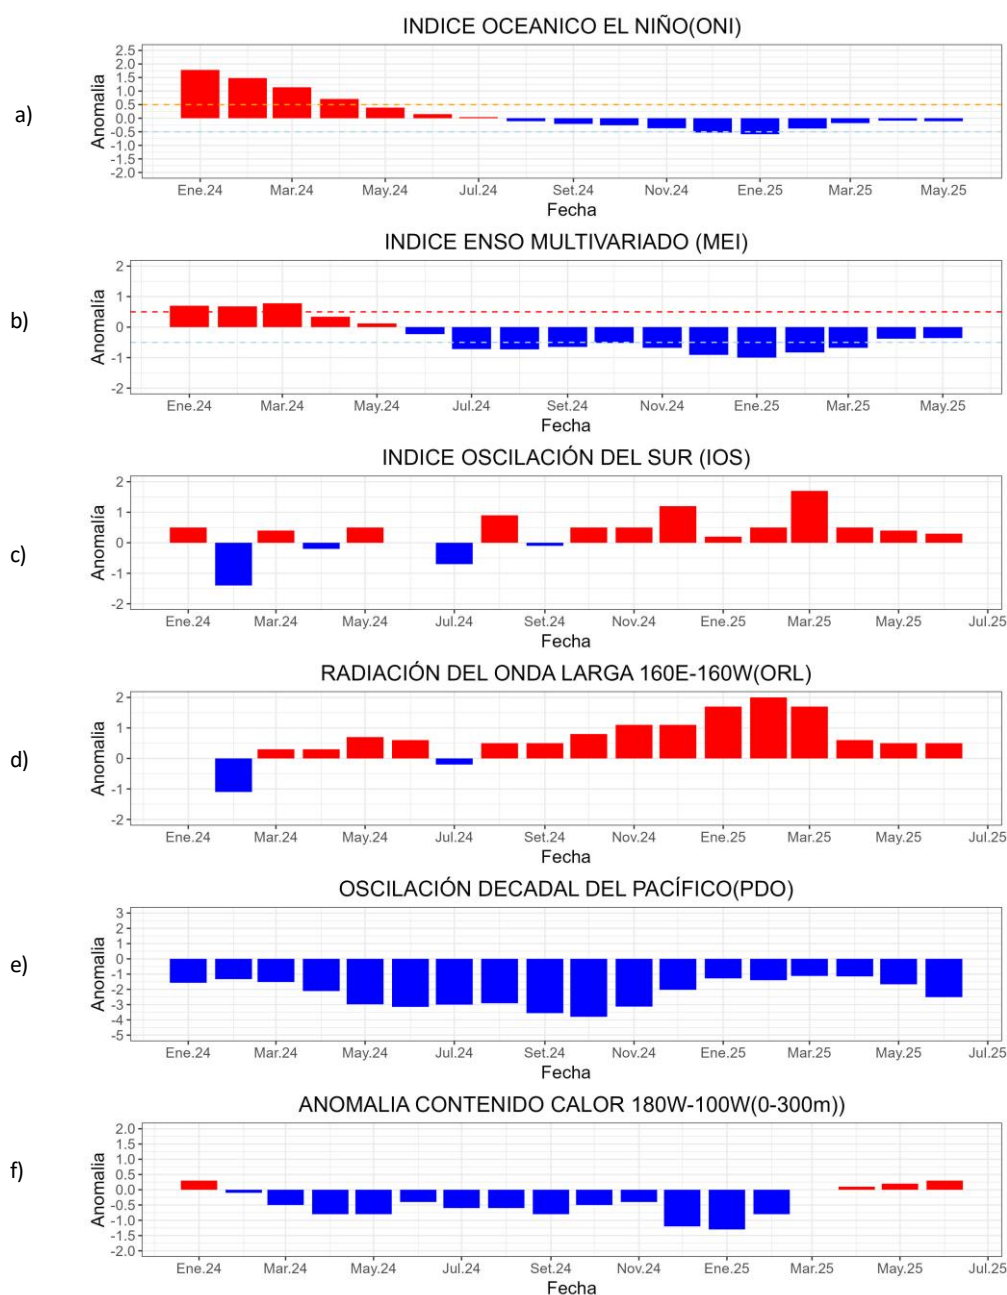 INDICE OCEANICO EL NIÑO(ONI)
a)
Anomalia
2.5
2.0
1.5
1.0
0.5
0.0
-0.5
-1.0
-1.5
-2.0
Ene.24 Mar.24 May.24 Jul.24 Set.24 Nov.24 Ene.25 Mar.25 May.25
Fecha
INDICE ENSO MULTIVARIADO (MEI)
b)
Anomalía
2
1
0
-1
-2
Ene.24 Mar.24 May.24 Jul.24 Set.24 Nov.24 Ene.25 Mar.25 May.25
Fecha
INDICE OSCILACIÓN DEL SUR (IOS)
c)
Anomalía
2
1
0
-1
-2
Ene.24 Mar.24 May.24 Jul.24 Set.24 Nov.24 Ene.25 Mar.25 May.25 Jul.25
Fecha
RADIACIÓN DEL ONDA LARGA 160E-160W(ORL)
d)
Anomalía
2
1
0
-1
-2
Ene.24 Mar.24 May.24 Jul.24 Set.24 Nov.24 Ene.25 Mar.25 May.25 Jul.25
Fecha
OSCILACIÓN DECADAL DEL PACÍFICO(PDO)
e)
Anomalia
3
2
1
0
-1
-2
-3
-4
-5
Ene.24 Mar.24 May.24 Jul.24 Set.24 Nov.24 Ene.25 Mar.25 May.25 Jul.25
Fecha
ANOMALIA CONTENIDO CALOR 180W-100W(0-300m))
f)
Anomalia
2.0
1.5
1.0
0.5
0.0
-0.5
-1.0
-1.5
-2.0
Ene.24 Mar.24 May.24 Jul.24 Set.24 Nov.24 Ene.25 Mar.25 May.25
Fecha